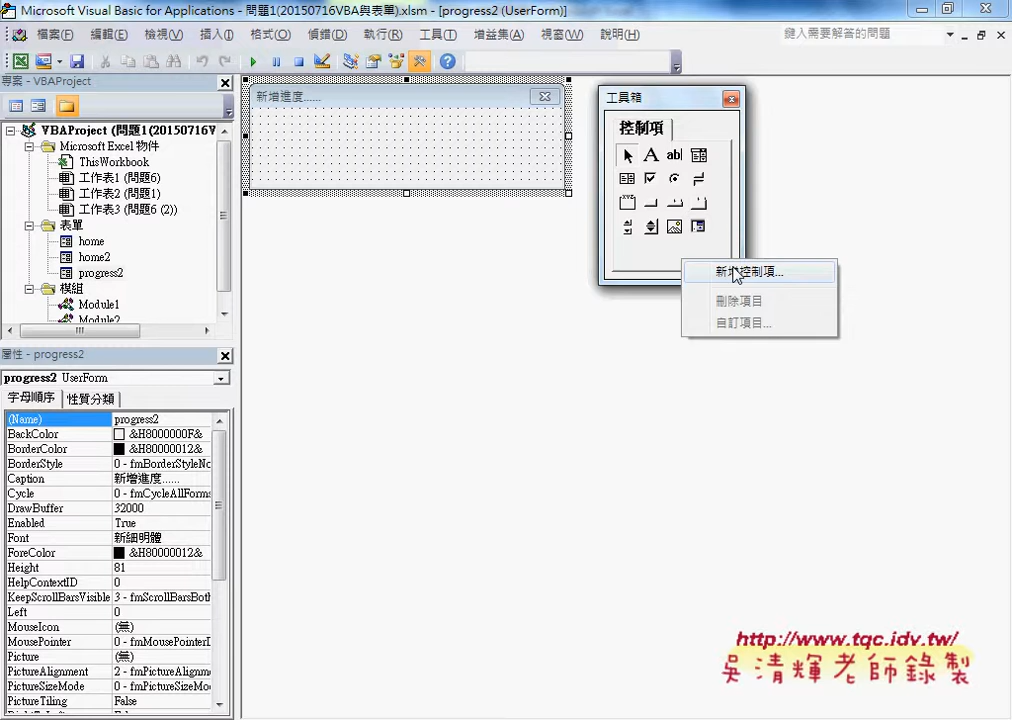 Microsoft Visual Basic for Applications - 問題1(20150716VBA與表單).xlsm - [progress2 (UserForm)]
檔案(F) 編輯(E) 檢視(V) 插入(I) 格式(O) 偵錯(D) 執行(R) 工具(T) 增益集(A) 視窗(W) 說明(H)
鍵入需要解答的問題
專案 - VBAProject
VBAProject (問題1(20150716V
Microsoft Excel 物件
ThisWorkbook
工作表1 (問題6)
工作表2 (問題1)
工作表3 (問題6 (2))
表單
home
home2
progress2
模組
Module1
Module2
新增進度......
工具箱
控制項
A
ab
XYZ
新增控制項...
刪除項目
自訂項目...
屬性 - progress2
progress2 UserForm
字母順序 性質分類
(Name) progress2
BackColor &H8000000F&
BorderColor &H80000012&
BorderStyle 0 - fmBorderStyleNo
Caption 新增進度......
Cycle 0 - fmCycleAllForms
DrawBuffer 32000
Enabled True
Font 新細明體
ForeColor &H80000012&
Height 81
HelpContextID 0
KeepScrollBarsVisible 3 - fmScrollBarsBoth
Left 0
MouseIcon (無)
MousePointer 0 - fmMousePointerD
Picture (無)
PictureAlignment 2 - fmPictureAlignm
PictureSizeMode 0 - fmPictureSizeMo
PictureTiling False
http://www.tqc.idv.tw/
吳清輝老師錄製